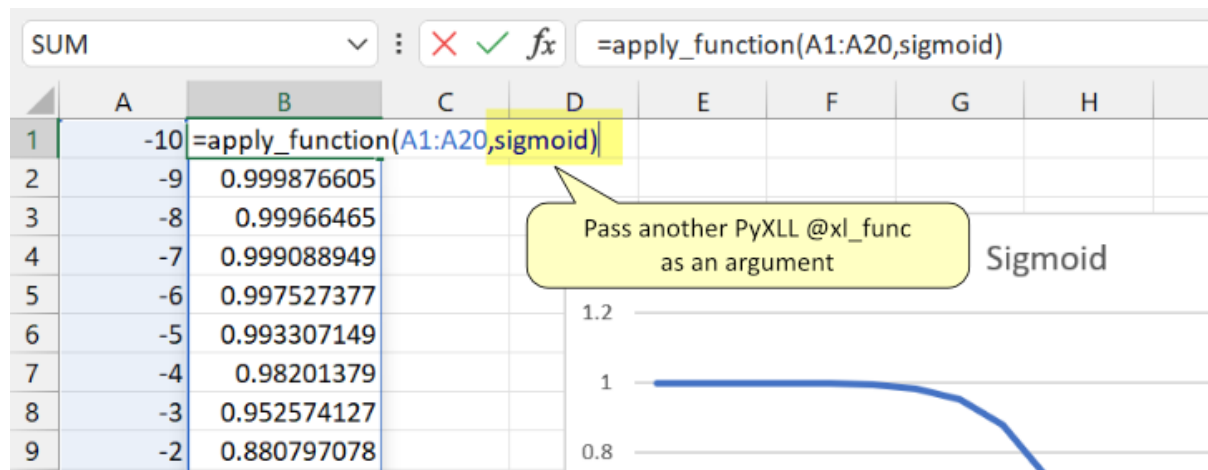 SUM fx =apply_function(A1:A20,sigmoid)
A B C D E F G H
1 -10 =apply_function(A1:A20,sigmoid)
2 -9 0.999876605
3 -8 0.99966465
4 -7 0.999088949
5 -6 0.997527377
6 -5 0.993307149
7 -4 0.98201379
8 -3 0.952574127
9 -2 0.880797078
Pass another PyXLL @xl_func
as an argument
Sigmoid
1.2
1
0.8